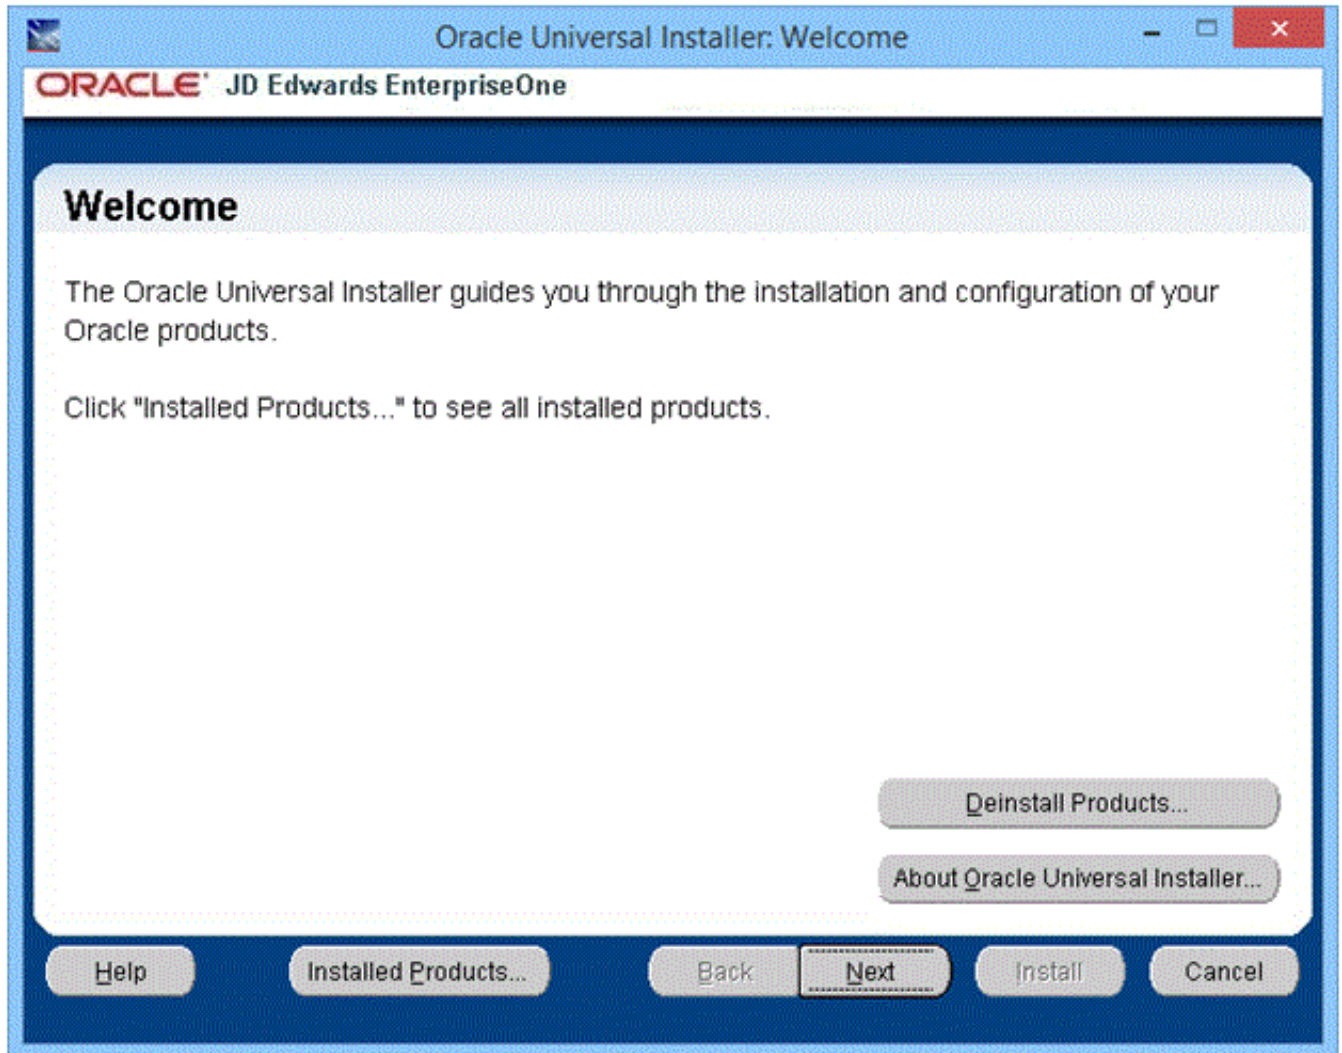 Oracle Universal Installer: Welcome
ORACLE JD Edwards EnterpriseOne
Welcome
The Oracle Universal Installer guides you through the installation and configuration of your
Oracle products.
Click "Installed Products..." to see all installed products.
Deinstall Products...
About Oracle Universal Installer...
Help Installed Products... Back Next Install Cancel